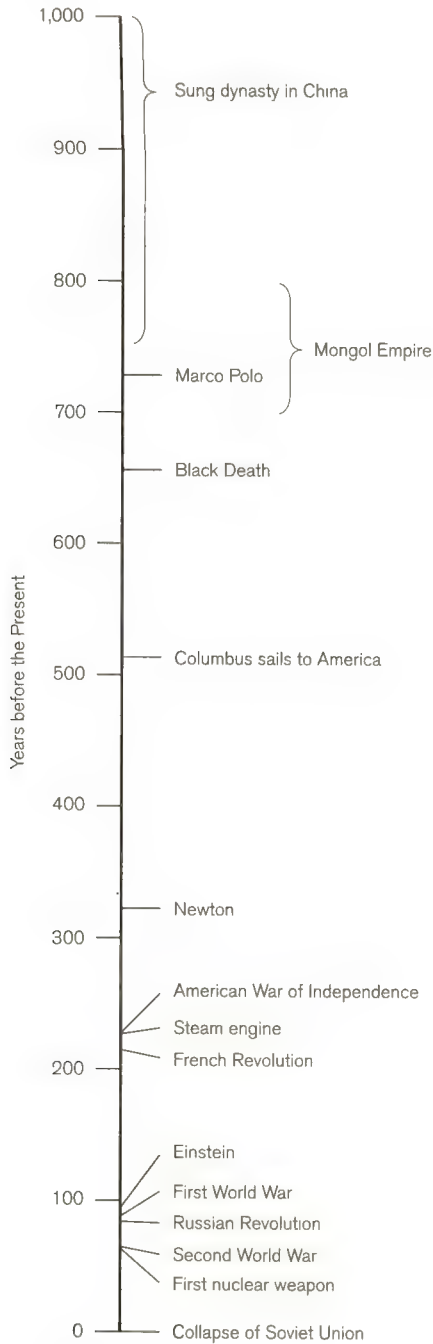 1,000
Sung dynasty in China
900
800
Mongol Empire
Marco Polo
700
Black Death
600
Years before the Present
Columbus sails to America
500
400
Newton
300
American War of Independence
Steam engine
French Revolution
200
Einstein
100
First World War
Russian Revolution
Second World War
First nuclear weapon
0
Collapse of Soviet Union